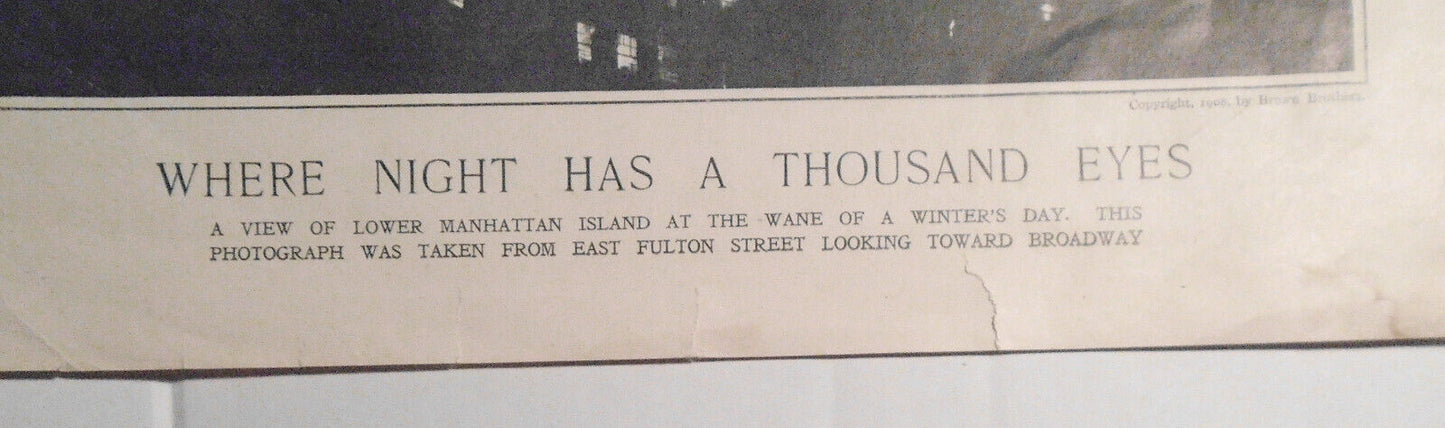 Copyright, 1908, by Brown Brothers.
WHERE NIGHT HAS A THOUSAND EYES
A VIEW OF LOWER MANHATTAN ISLAND AT THE WANE OF A WINTER'S DAY. THIS
PHOTOGRAPH WAS TAKEN FROM EAST FULTON STREET LOOKING TOWARD BROADWAY